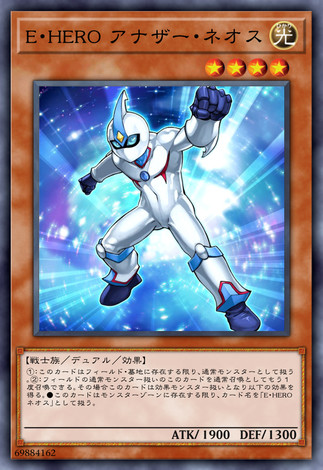 E・HERO アナザー・ネオス
光
【戦士族／デュアル／効果】
①：このカードはフィールド・墓地に存在する限り、通常モンスターとして扱う。
②：フィールドの通常モンスター扱いのこのカードを通常召喚としてもう１
度召喚できる。その場合このカードは効果モンスター扱いとなり以下の効果を
得る。●このカードはモンスターゾーンに存在する限り、カード名を「E・HERO
ネオス」として扱う。
ATK/1900 DEF/1300
69884162